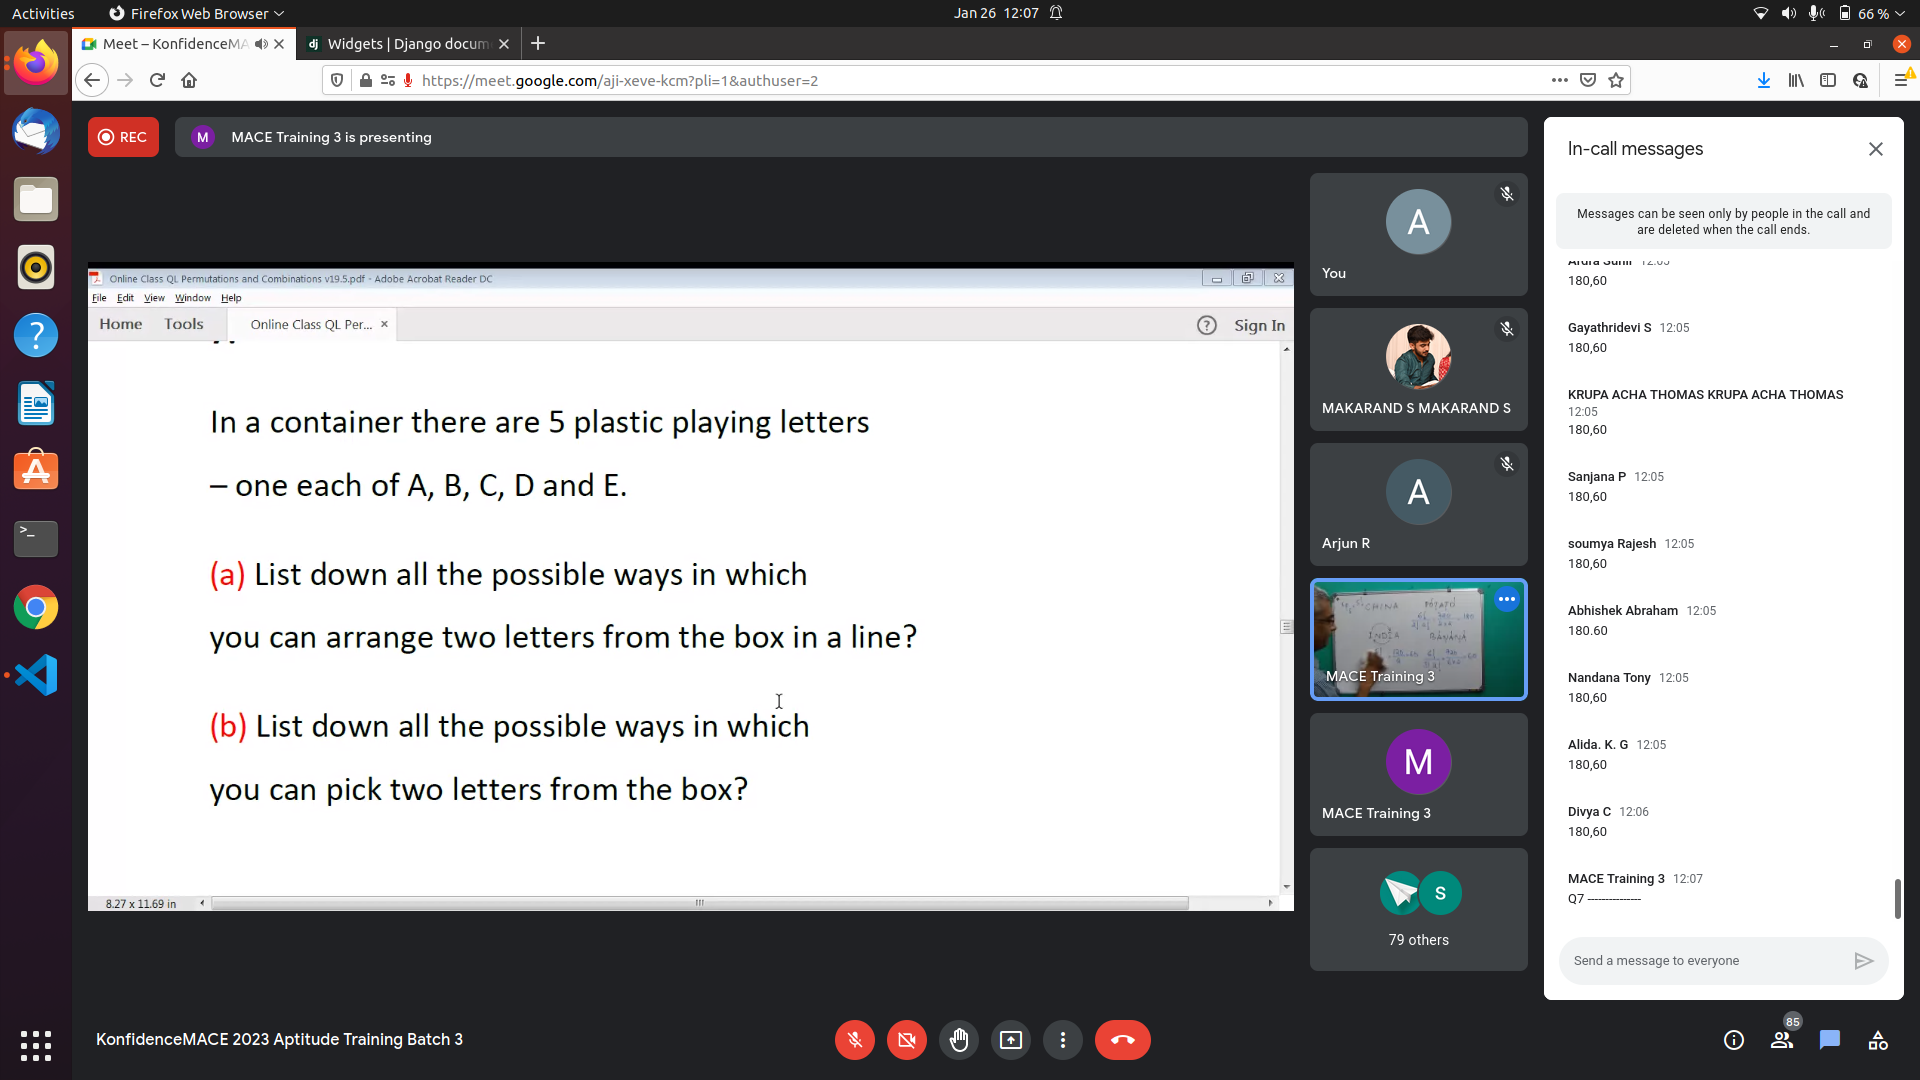 Activities
Firefox Web Browser
Jan 26 12:07
66 %
Meet – KonfidenceMA
Widgets | Django docum
https://meet.google.com/aji-xeve-kcm?pli=1&authuser=2
REC
M
MACE Training 3 is presenting
Online Class QL Permutations and Combinations v19.5.pdf - Adobe Acrobat Reader DC
File Edit View Window Help
Home Tools Online Class QL Per... Sign In
In a container there are 5 plastic playing letters
– one each of A, B, C, D and E.
(a) List down all the possible ways in which
you can arrange two letters from the box in a line?
(b) List down all the possible ways in which
you can pick two letters from the box?
8.27 x 11.69 in
A
You
MAKARAND S MAKARAND S
A
Arjun R
CHINA POTATO
INDIA
MACE Training 3
M
MACE Training 3
S
79 others
In-call messages
Messages can be seen only by people in the call and
are deleted when the call ends.
180,60
Gayathridevi S 12:05
180,60
KRUPA ACHA THOMAS KRUPA ACHA THOMAS
12:05
180,60
Sanjana P 12:05
180,60
soumya Rajesh 12:05
180,60
Abhishek Abraham 12:05
180.60
Nandana Tony 12:05
180,60
Alida. K. G 12:05
180,60
Divya C 12:06
180,60
MACE Training 3 12:07
Q7 ---------------
Send a message to everyone
KonfidenceMACE 2023 Aptitude Training Batch 3
85